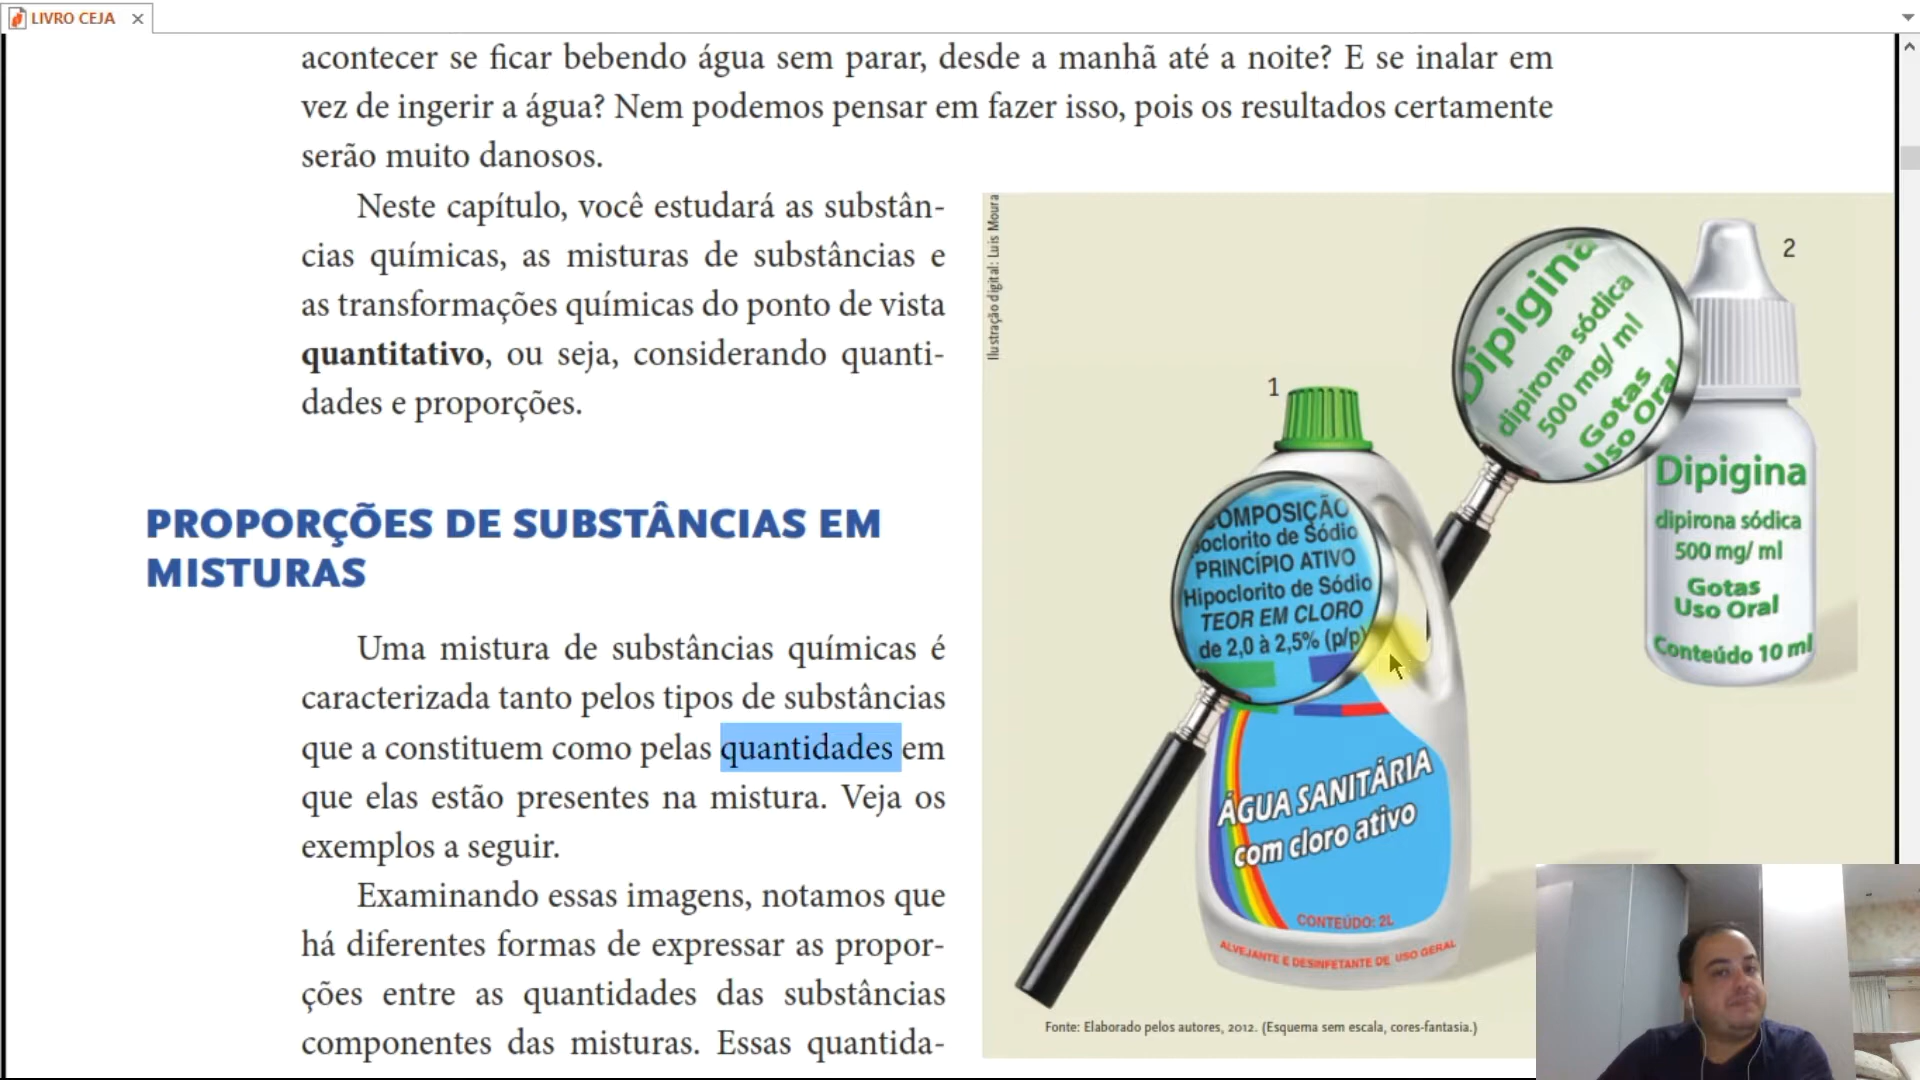 LIVRO CEJA
acontecer se ficar bebendo água sem parar, desde a manhã até a noite? E se inalar em
vez de ingerir a água? Nem podemos pensar em fazer isso, pois os resultados certamente
serão muito danosos.
Neste capítulo, você estudará as substân-
cias químicas, as misturas de substâncias e
as transformações químicas do ponto de vista
quantitativo, ou seja, considerando quanti-
dades e proporções.
PROPORÇÕES DE SUBSTÂNCIAS EM
MISTURAS
Uma mistura de substâncias químicas é
caracterizada tanto pelos tipos de substâncias
que a constituem como pelas quantidades em
que elas estão presentes na mistura. Veja os
exemplos a seguir.
Examinando essas imagens, notamos que
há diferentes formas de expressar as propor-
ções entre as quantidades das substâncias
componentes das misturas. Essas quantida-
Ilustração digital: Luis Moura
1
OMPOSIÇÃO
oclorito de Sódio
PRINCÍPIO ATIVO
Hipoclorito de Sódio
TEOR EM CLORO
de 2,0 à 2,5% (p/p)
ÁGUA SANITÁRIA
com cloro ativo
CONTEÚDO: 2L
ALVEJANTE E DESINFETANTE DE USO GERAL
2
Dipigina
dipirona sódica
500 mg/ ml
Gotas
Uso Oral
Dipigina
dipirona sódica
500 mg/ ml
Gotas
Uso Oral
Conteúdo 10 ml
Fonte: Elaborado pelos autores, 2012. (Esquema sem escala, cores-fantasia.)